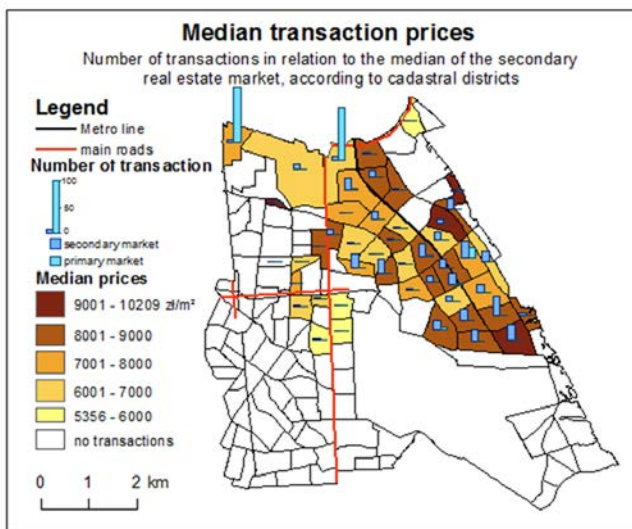 Median transaction prices
Number of transactions in relation to the median of the secondary
real estate market, according to cadastral districts
Legend
Metro line
main roads
Number of transaction
100
50
0
secondary market
primary market
Median prices
9001 - 10209 zł/m²
8001 - 9000
7001 - 8000
6001 - 7000
5356 - 6000
no transactions
0 1 2 km